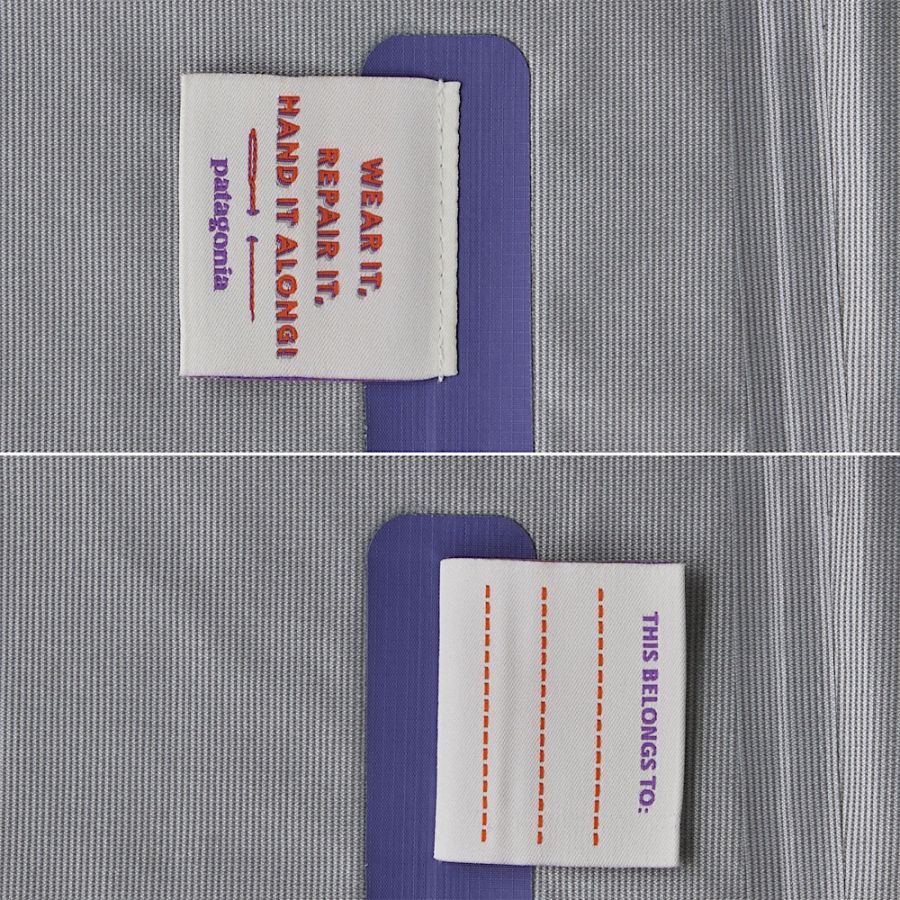 WEAR IT,
REPAIR IT,
HAND IT ALONG!
patagonia
THIS BELONGS TO: